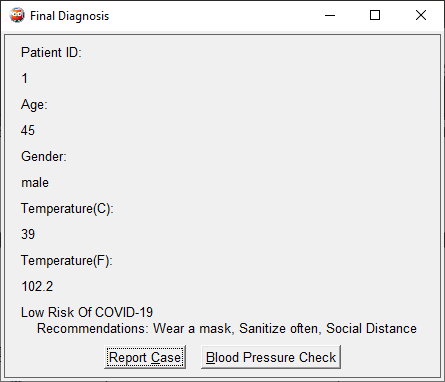 Final Diagnosis
Patient ID:
1
Age:
45
Gender:
male
Temperature(C):
39
Temperature(F):
102.2
Low Risk Of COVID-19
Recommendations: Wear a mask, Sanitize often, Social Distance
Report Case
Blood Pressure Check